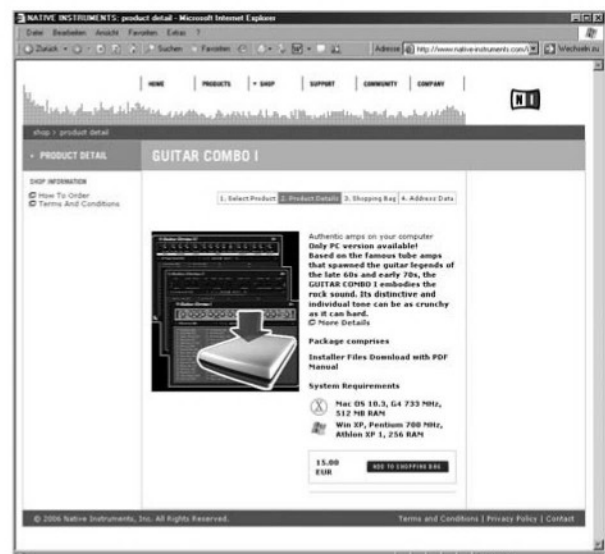 NATIVE INSTRUMENTS: product detail - Microsoft Internet Explorer
Datei Bearbeiten Ansicht Favoriten Extras ?
Zurück Suchen Favoriten Adresse http://www.native-instruments.com/ Wechseln zu
HOME PRODUCTS SHOP SUPPORT COMMUNITY COMPANY
NI
shop > product detail
PRODUCT DETAIL GUITAR COMBO I
SHOP INFORMATION
How To Order
Terms And Conditions
1. Select Product 2. Product Details 3. Shopping Bag 4. Address Data
Authentic amps on your computer
Only PC version available!
Based on the famous tube amps
that spawned the guitar legends of
the late 60s and early 70s, the
GUITAR COMBO I embodies the
rock sound. Its distinctive and
individual tone can be as crunchy
as it can hard.
More Details
Package comprises
Installer Files Download with PDF
Manual
System Requirements
Mac OS 10.3, G4 733 MHz,
512 MB RAM
Win XP, Pentium 700 MHz,
Athlon XP 1, 256 RAM
15.00
EUR
ADD TO SHOPPING BAG
© 2006 Native Instruments, Inc. All Rights Reserved. Terms and Conditions | Privacy Policy | Contact